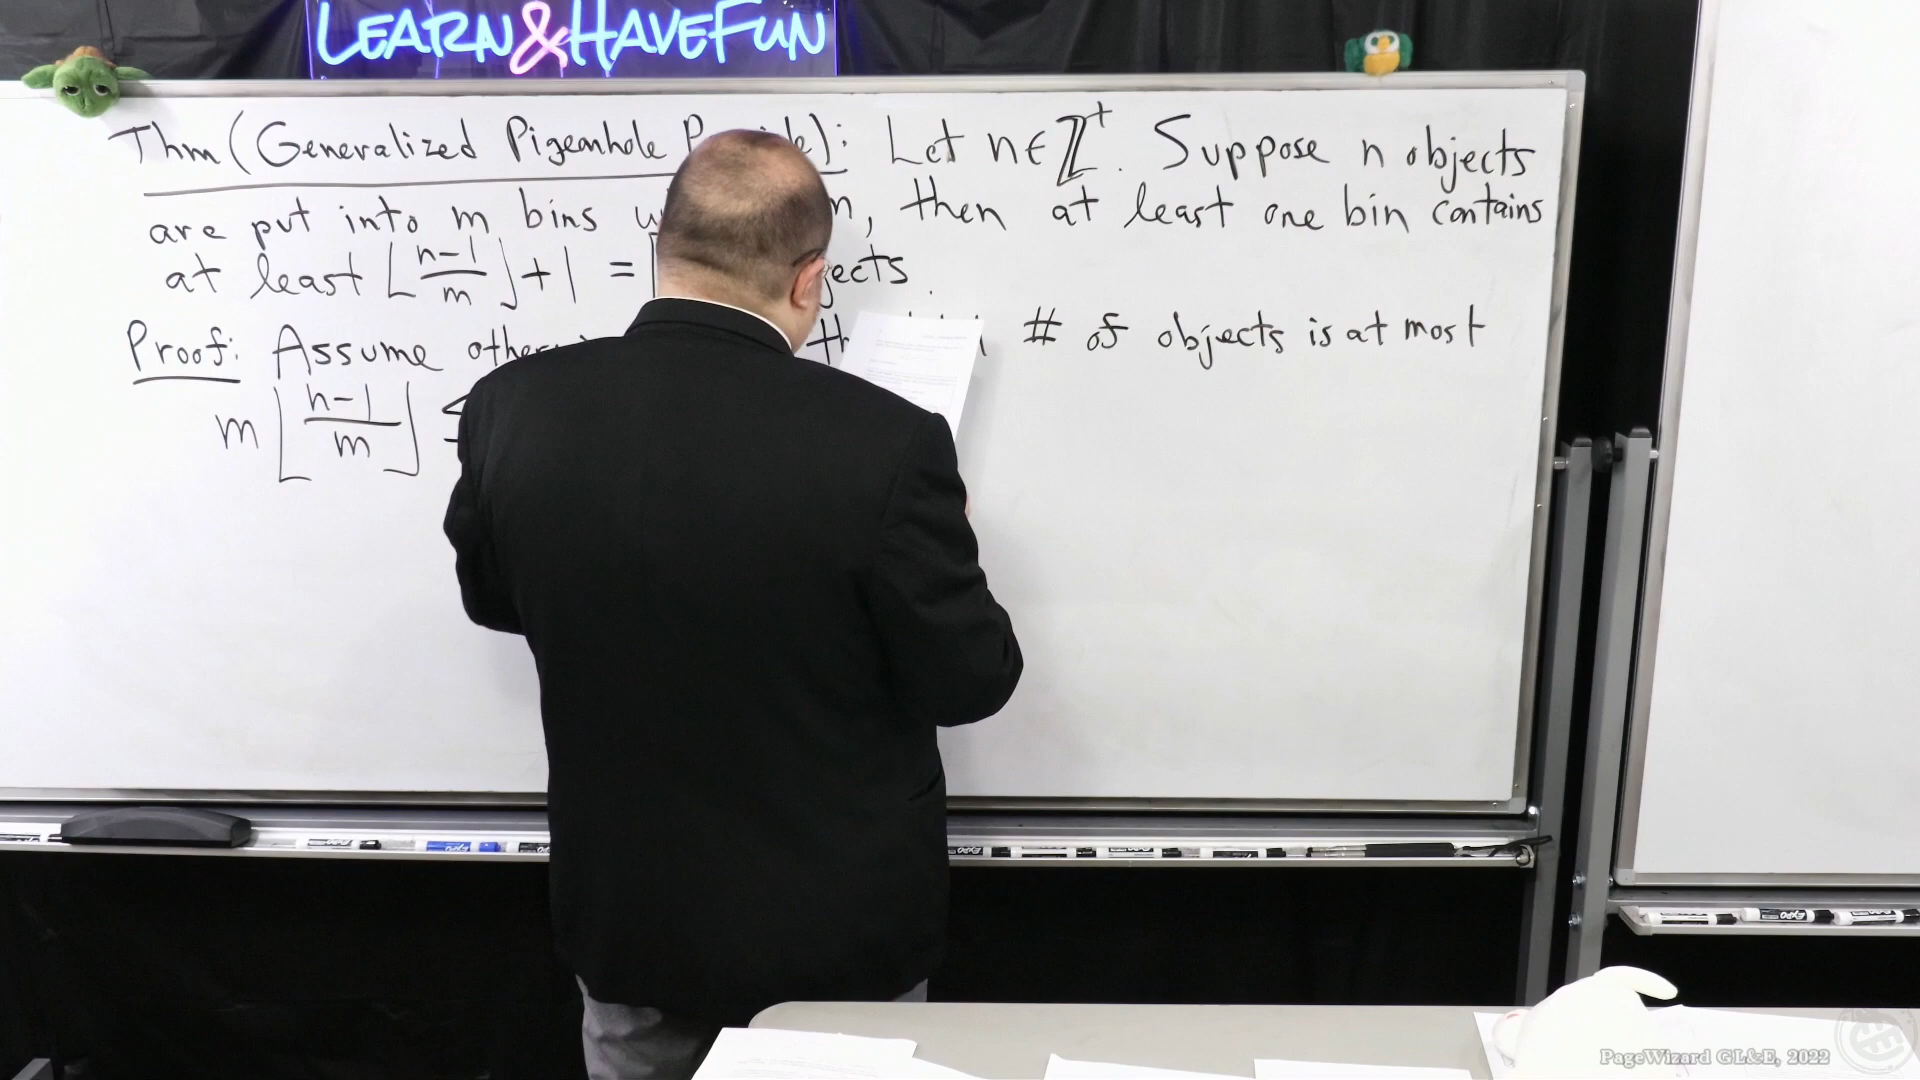 LEARN&HAVEFUN
Thm (Generalized Pigeonhole P le): Let n∈ℤ⁺. Suppose n objects
are put into m bins n, then at least one bin contains
at least ⌊(n-1)/m⌋+1 = jects.
Proof: Assume # of objects is at most
m⌊(n-1)/m⌋ ≤
PageWizard GL&E, 2022